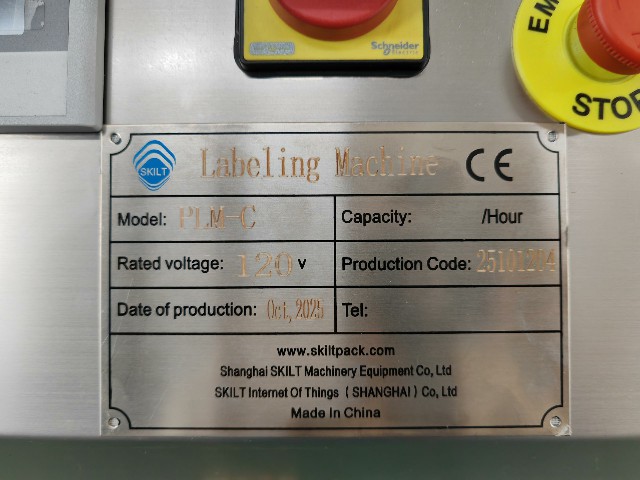 Schneider
Electric
EM
STOP
SKILT
Labeling Machine CE
Model: PLM-C
Capacity: /Hour
Rated voltage: 120 V
Production Code: 25101204
Date of production: Oct, 2025
Tel:
www.skiltpack.com
Shanghai SKILT Machinery Equipment Co, Ltd
SKILT Internet Of Things ( SHANGHAI ) Co, Ltd
Made In China